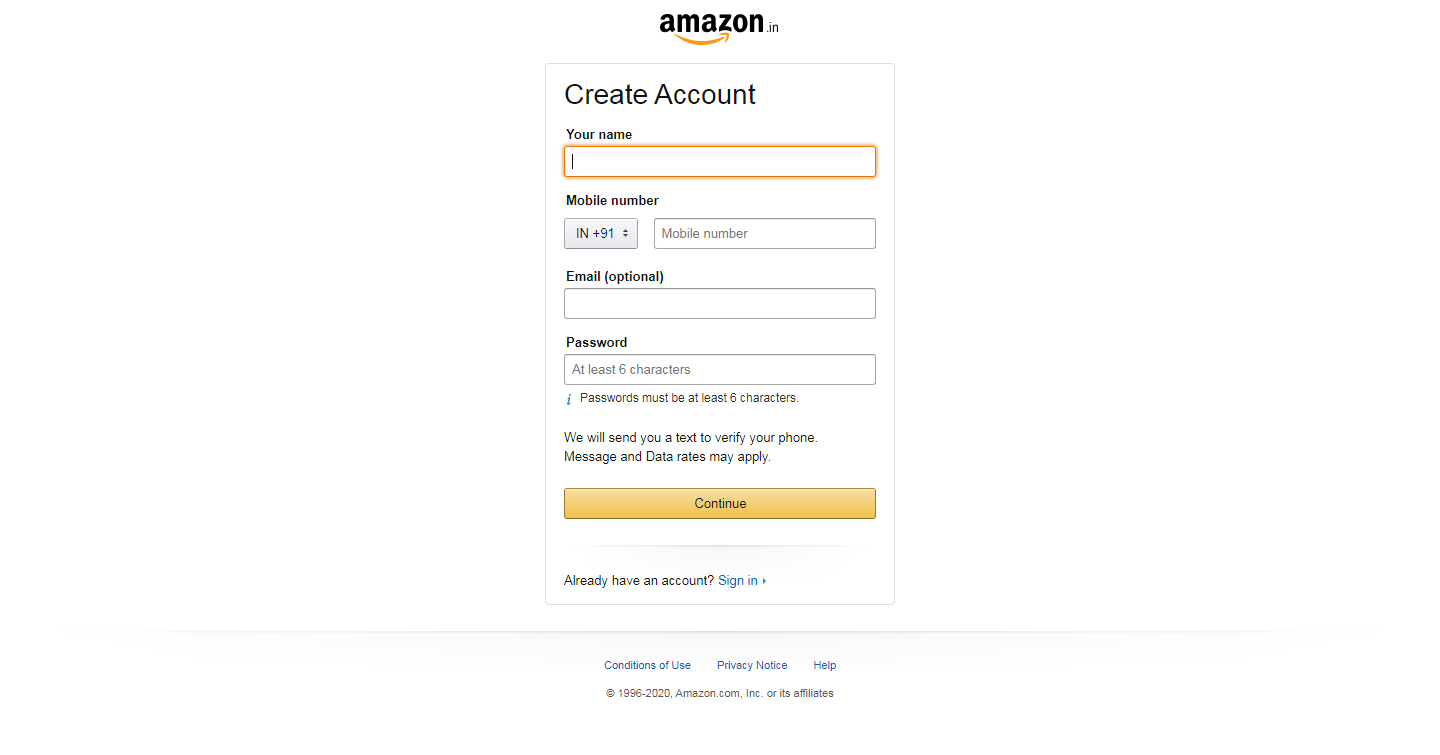 amazon.in
Create Account
Your name
Mobile number
IN +91 Mobile number
Email (optional)
Password
At least 6 characters
i Passwords must be at least 6 characters.
We will send you a text to verify your phone.
Message and Data rates may apply.
Continue
Already have an account? Sign in
Conditions of Use Privacy Notice Help
© 1996-2020, Amazon.com, Inc. or its affiliates